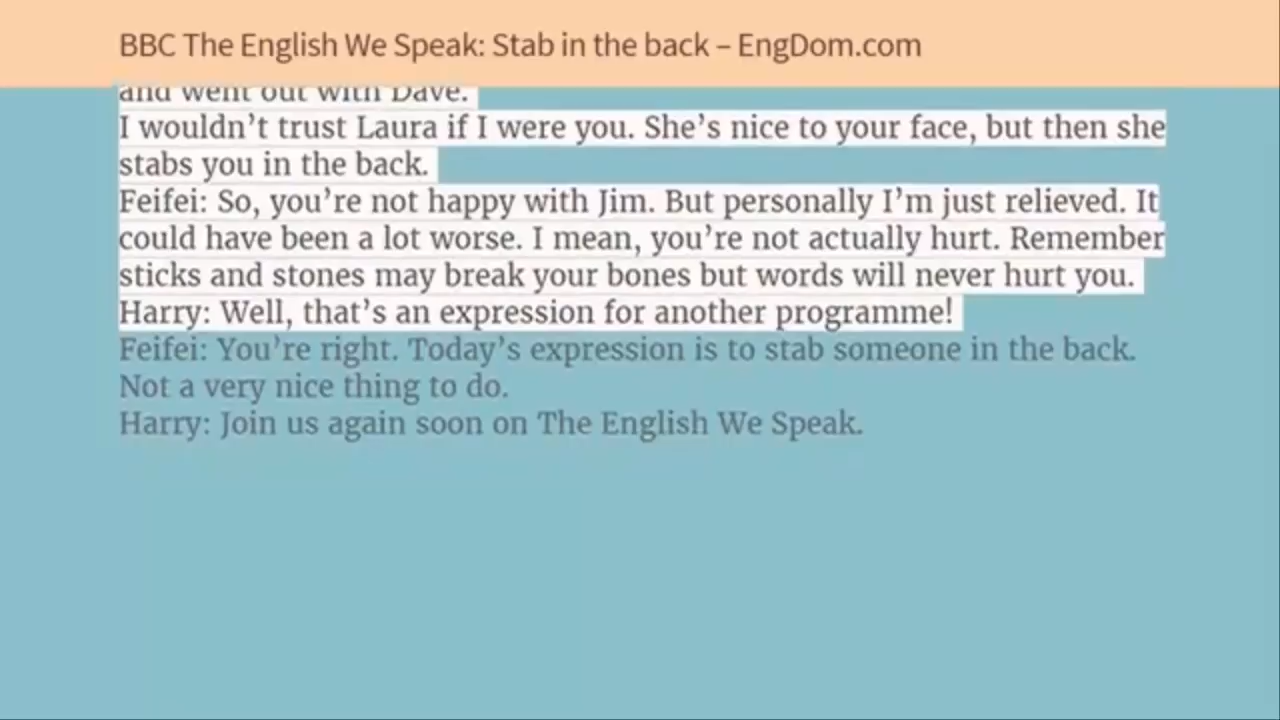 BBC The English We Speak: Stab in the back – EngDom.com
and went out with Dave.
I wouldn’t trust Laura if I were you. She’s nice to your face, but then she
stabs you in the back.
Feifei: So, you’re not happy with Jim. But personally I’m just relieved. It
could have been a lot worse. I mean, you’re not actually hurt. Remember
sticks and stones may break your bones but words will never hurt you.
Harry: Well, that’s an expression for another programme!
Feifei: You’re right. Today’s expression is to stab someone in the back.
Not a very nice thing to do.
Harry: Join us again soon on The English We Speak.